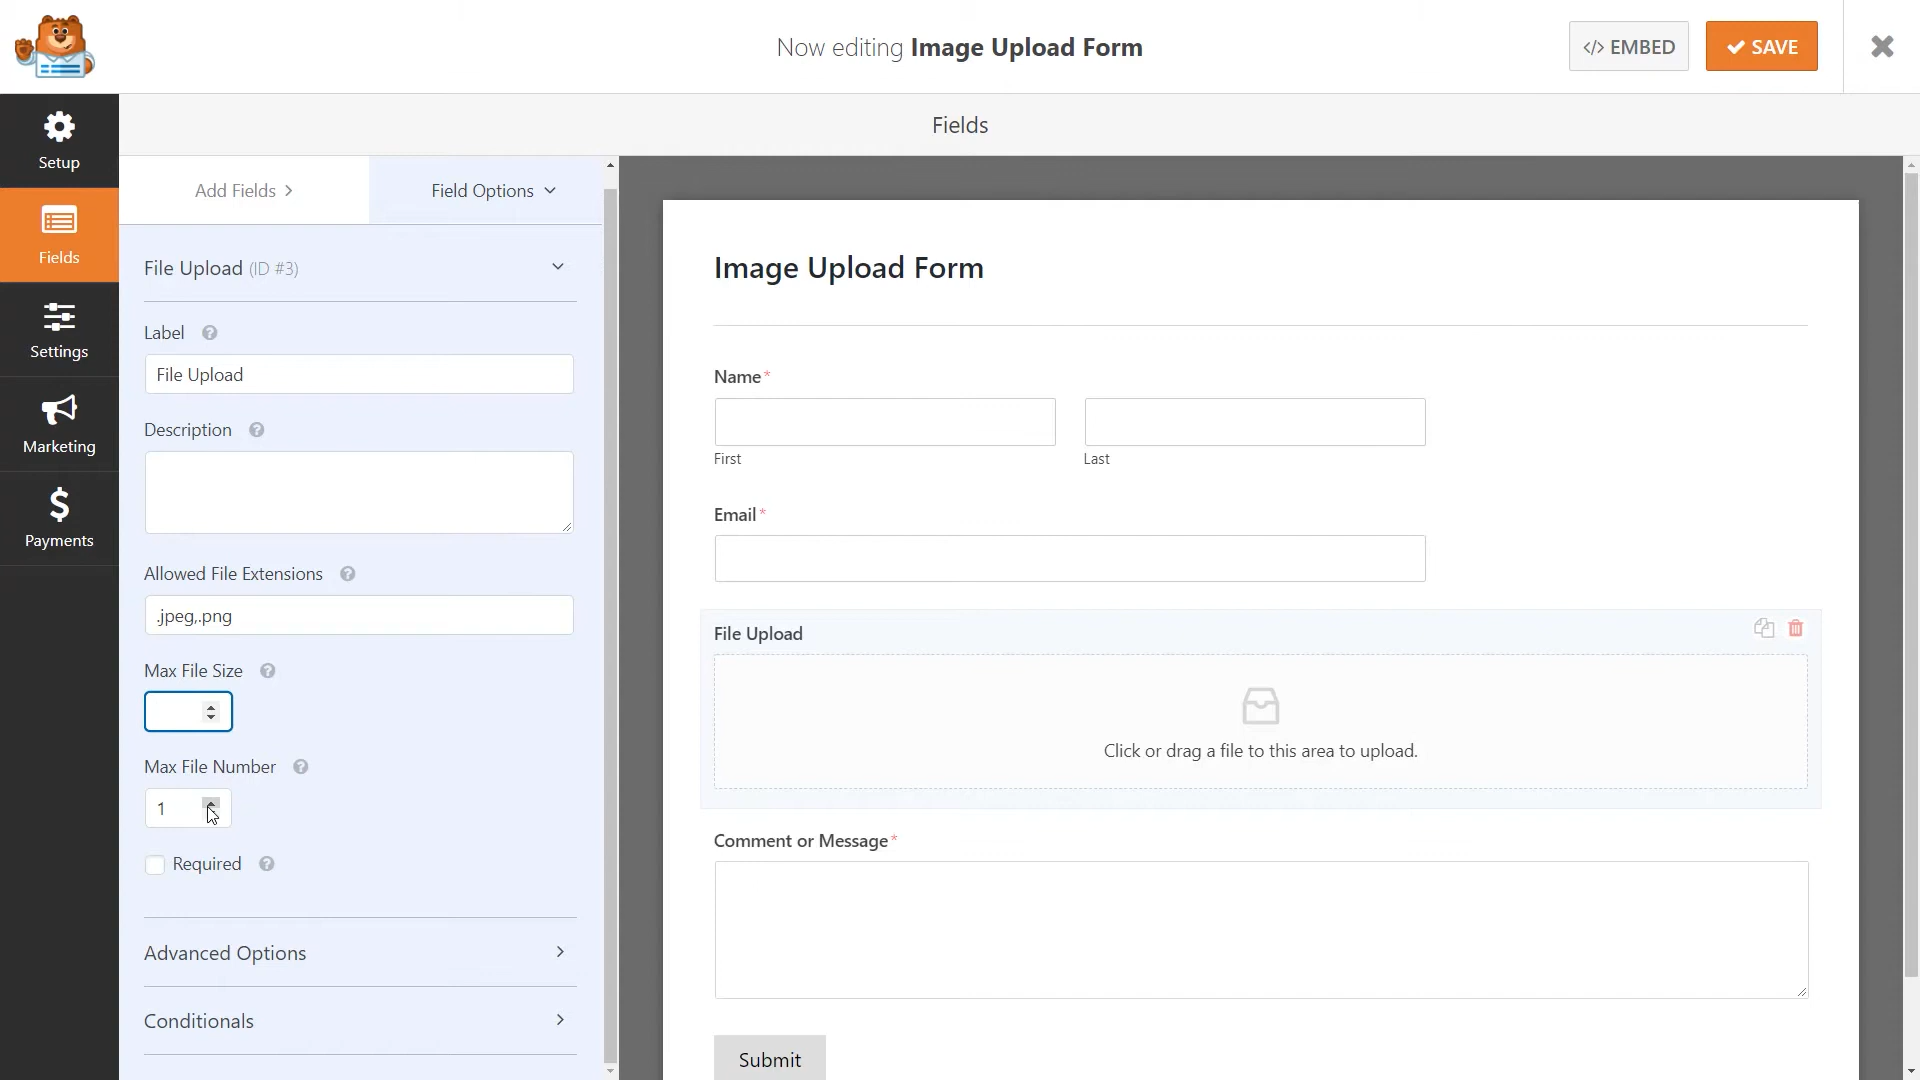 Now editing Image Upload Form
</> EMBED
SAVE
Setup
Fields
Settings
Marketing
Payments
Fields
Add Fields
Field Options
File Upload (ID #3)
Label
File Upload
Description
Allowed File Extensions
.jpeg,.png
Max File Size
Max File Number
1
Required
Advanced Options
Conditionals
Image Upload Form
Name*
First
Last
Email*
File Upload
Click or drag a file to this area to upload.
Comment or Message*
Submit